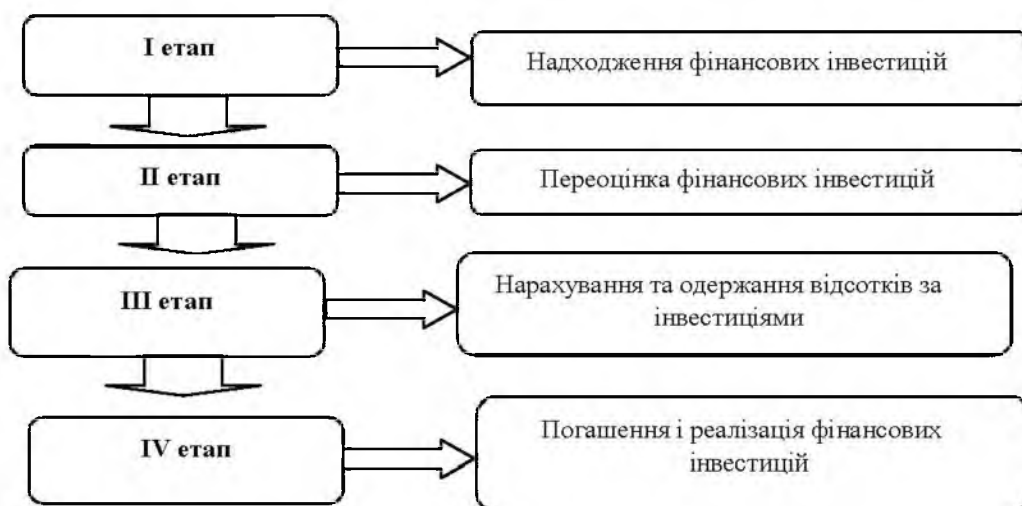 I етап
Надходження фінансових інвестицій
II етап
Переоцінка фінансових інвестицій
III етап
Нарахування та одержання відсотків за
інвестиціями
IV етап
Погашення і реалізація фінансових
інвестицій